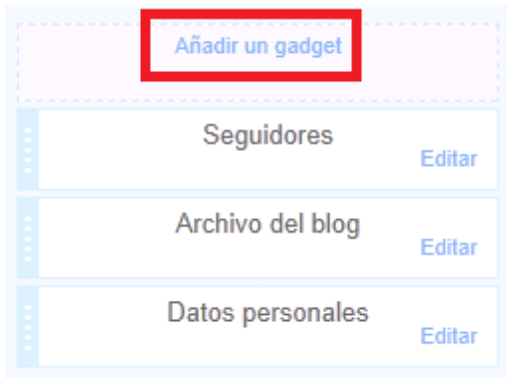 Añadir un gadget
Seguidores
Editar
Archivo del blog
Editar
Datos personales
Editar